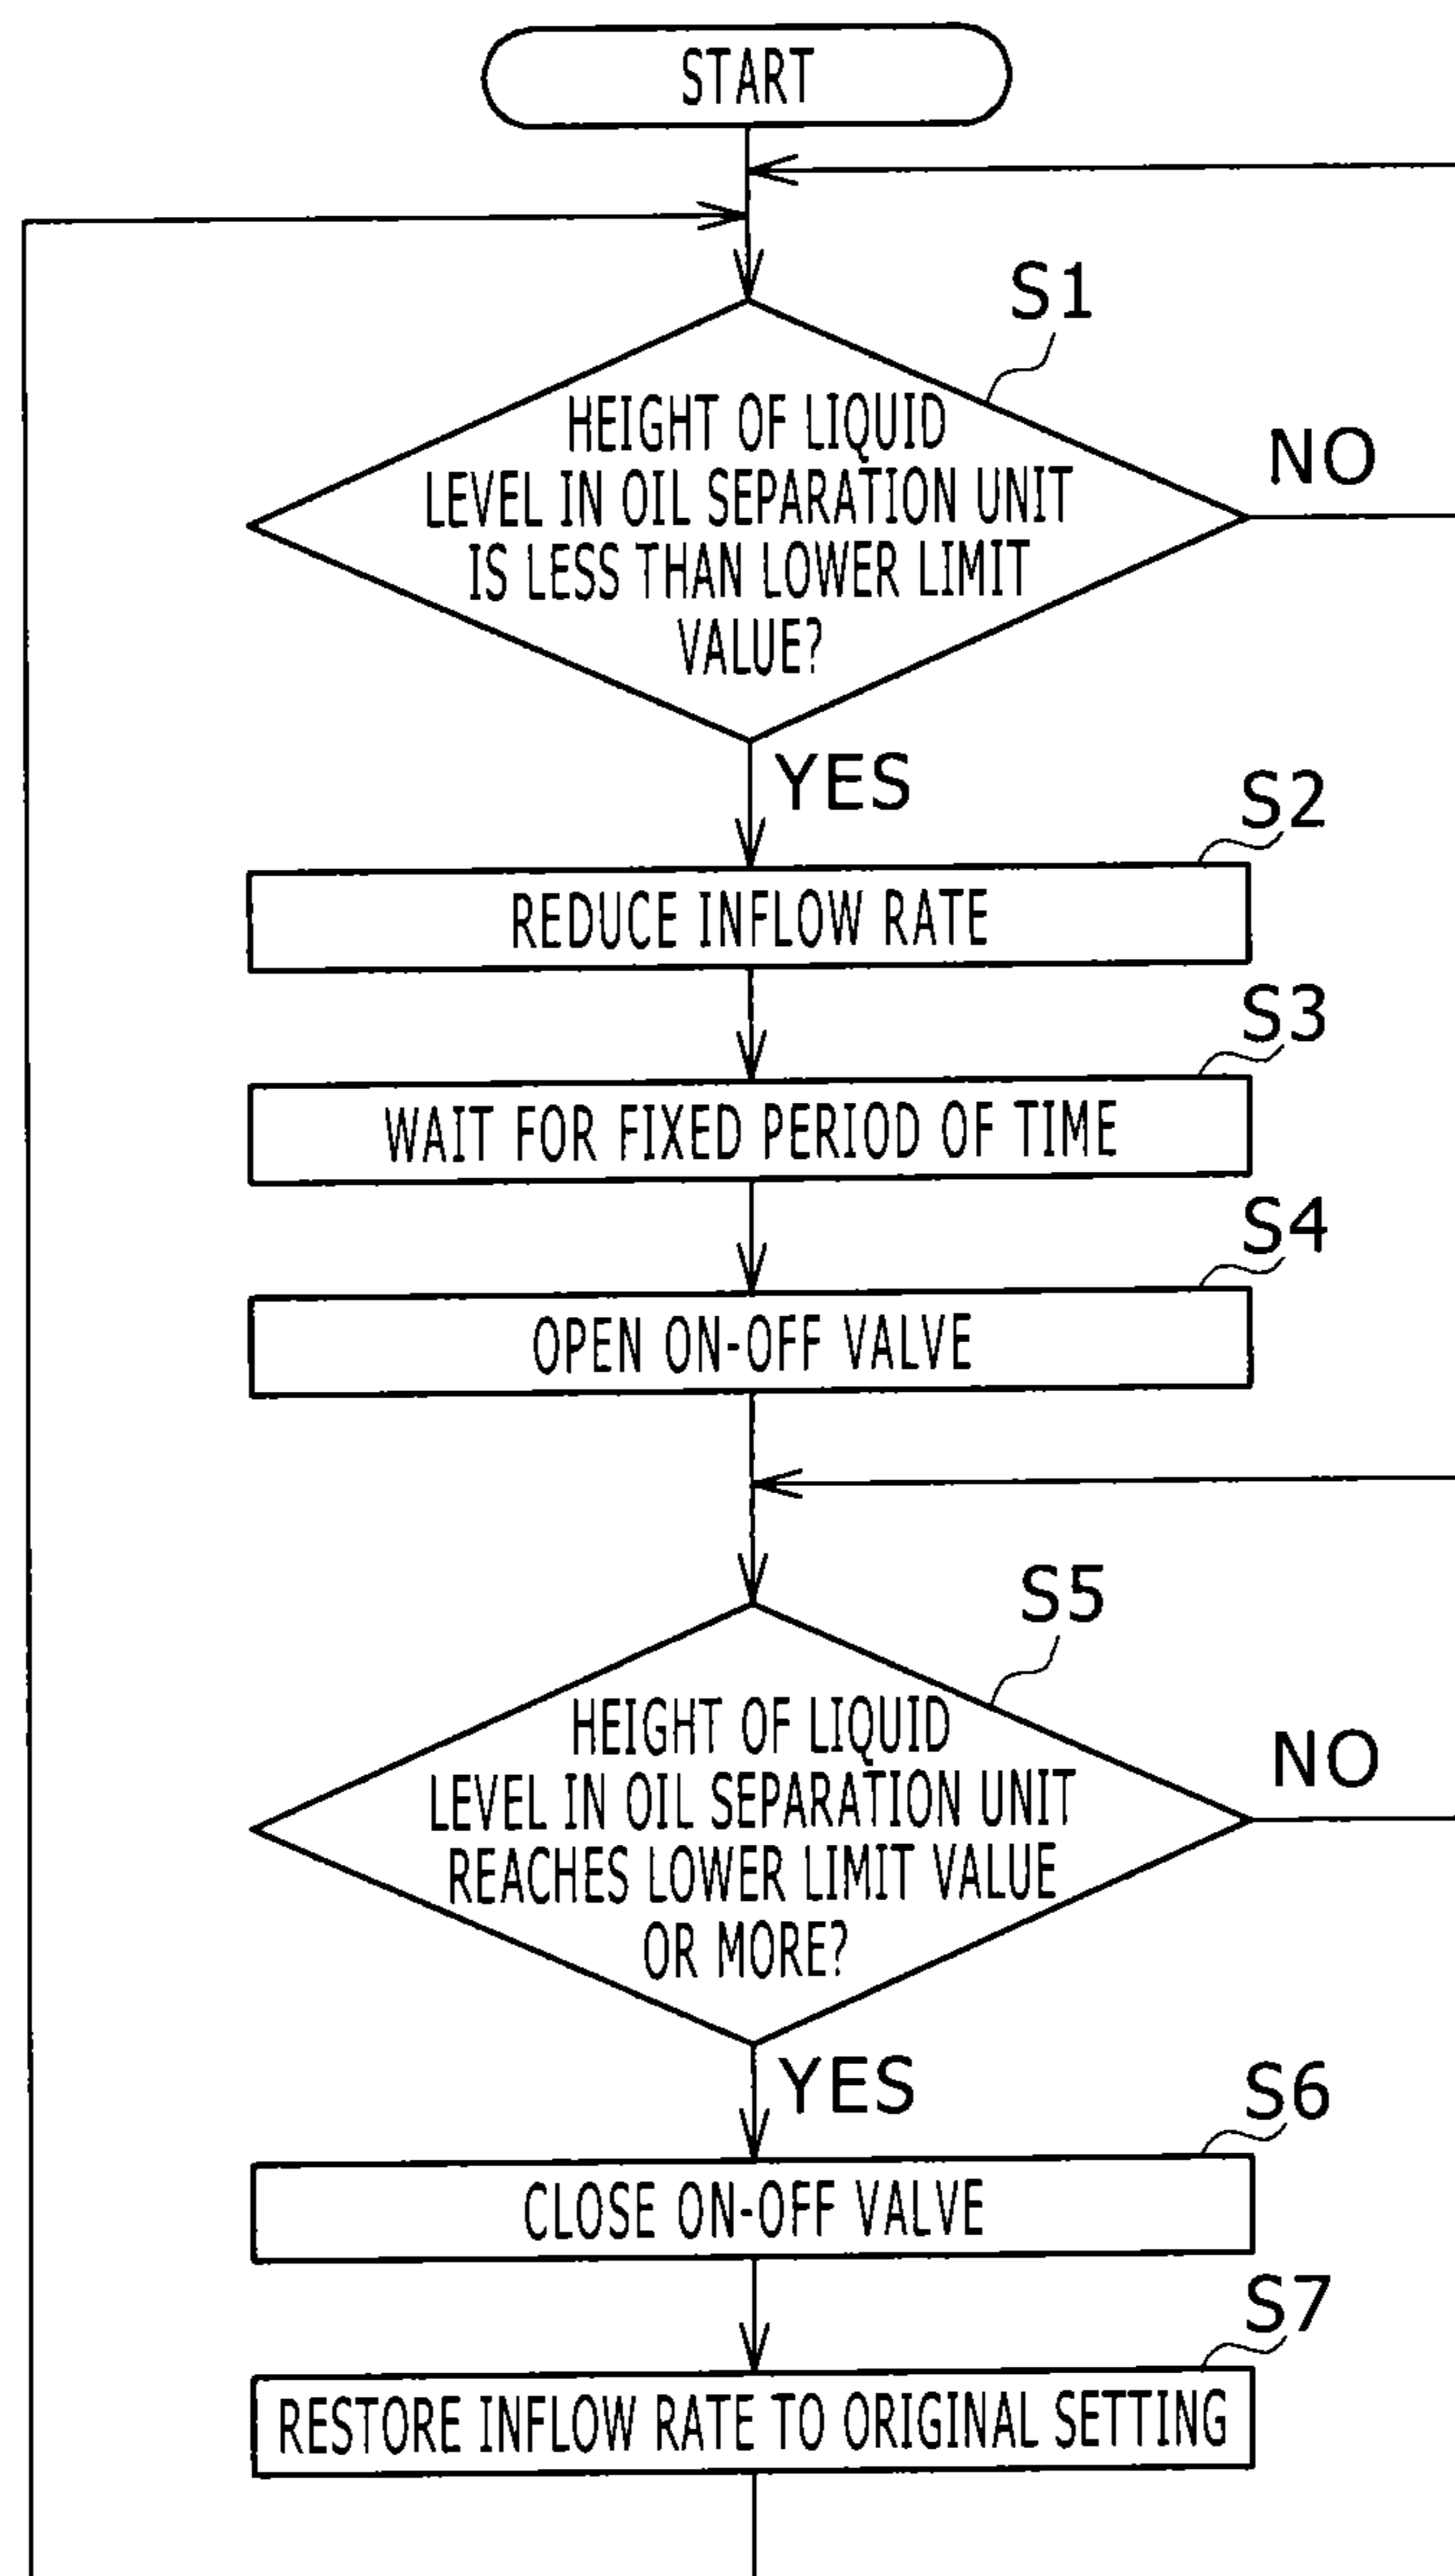 START
S1
HEIGHT OF LIQUID
LEVEL IN OIL SEPARATION UNIT
IS LESS THAN LOWER LIMIT
VALUE?
NO
YES
S2
REDUCE INFLOW RATE
S3
WAIT FOR FIXED PERIOD OF TIME
S4
OPEN ON-OFF VALVE
S5
HEIGHT OF LIQUID
LEVEL IN OIL SEPARATION UNIT
REACHES LOWER LIMIT VALUE
OR MORE?
NO
YES
S6
CLOSE ON-OFF VALVE
S7
RESTORE INFLOW RATE TO ORIGINAL SETTING